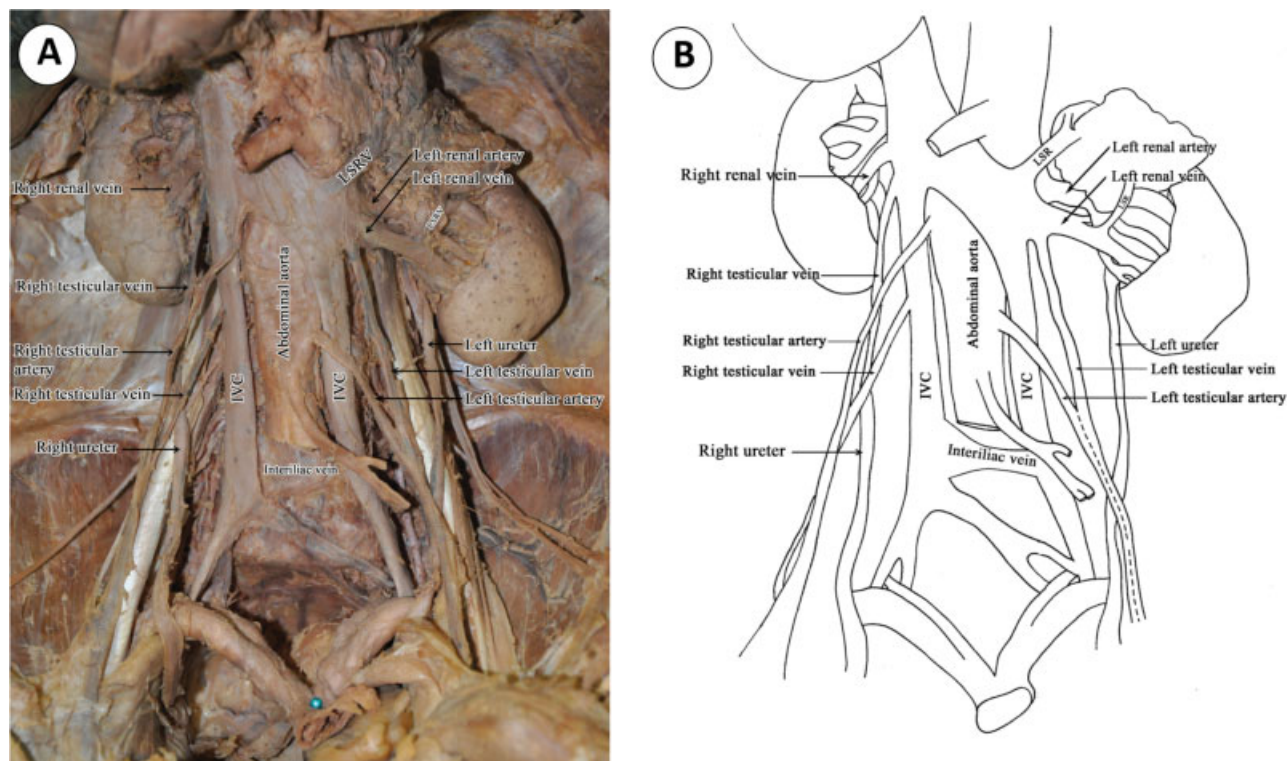 A
LSRV
Left renal artery
Left renal vein
Right renal vein
Right testicular vein
Abdominal aorta
Right testicular
artery
Left ureter
Left testicular vein
IVC
IVC
Right testicular vein
Left testicular artery
Right ureter
Interiliac vein
B
LSR
Left renal artery
Right renal vein
Left renal vein
Right testicular vein
Abdominal aorta
Right testicular artery
Left ureter
Right testicular vein
Left testicular vein
IVC
IVC
Left testicular artery
Right ureter
Interiliac vein